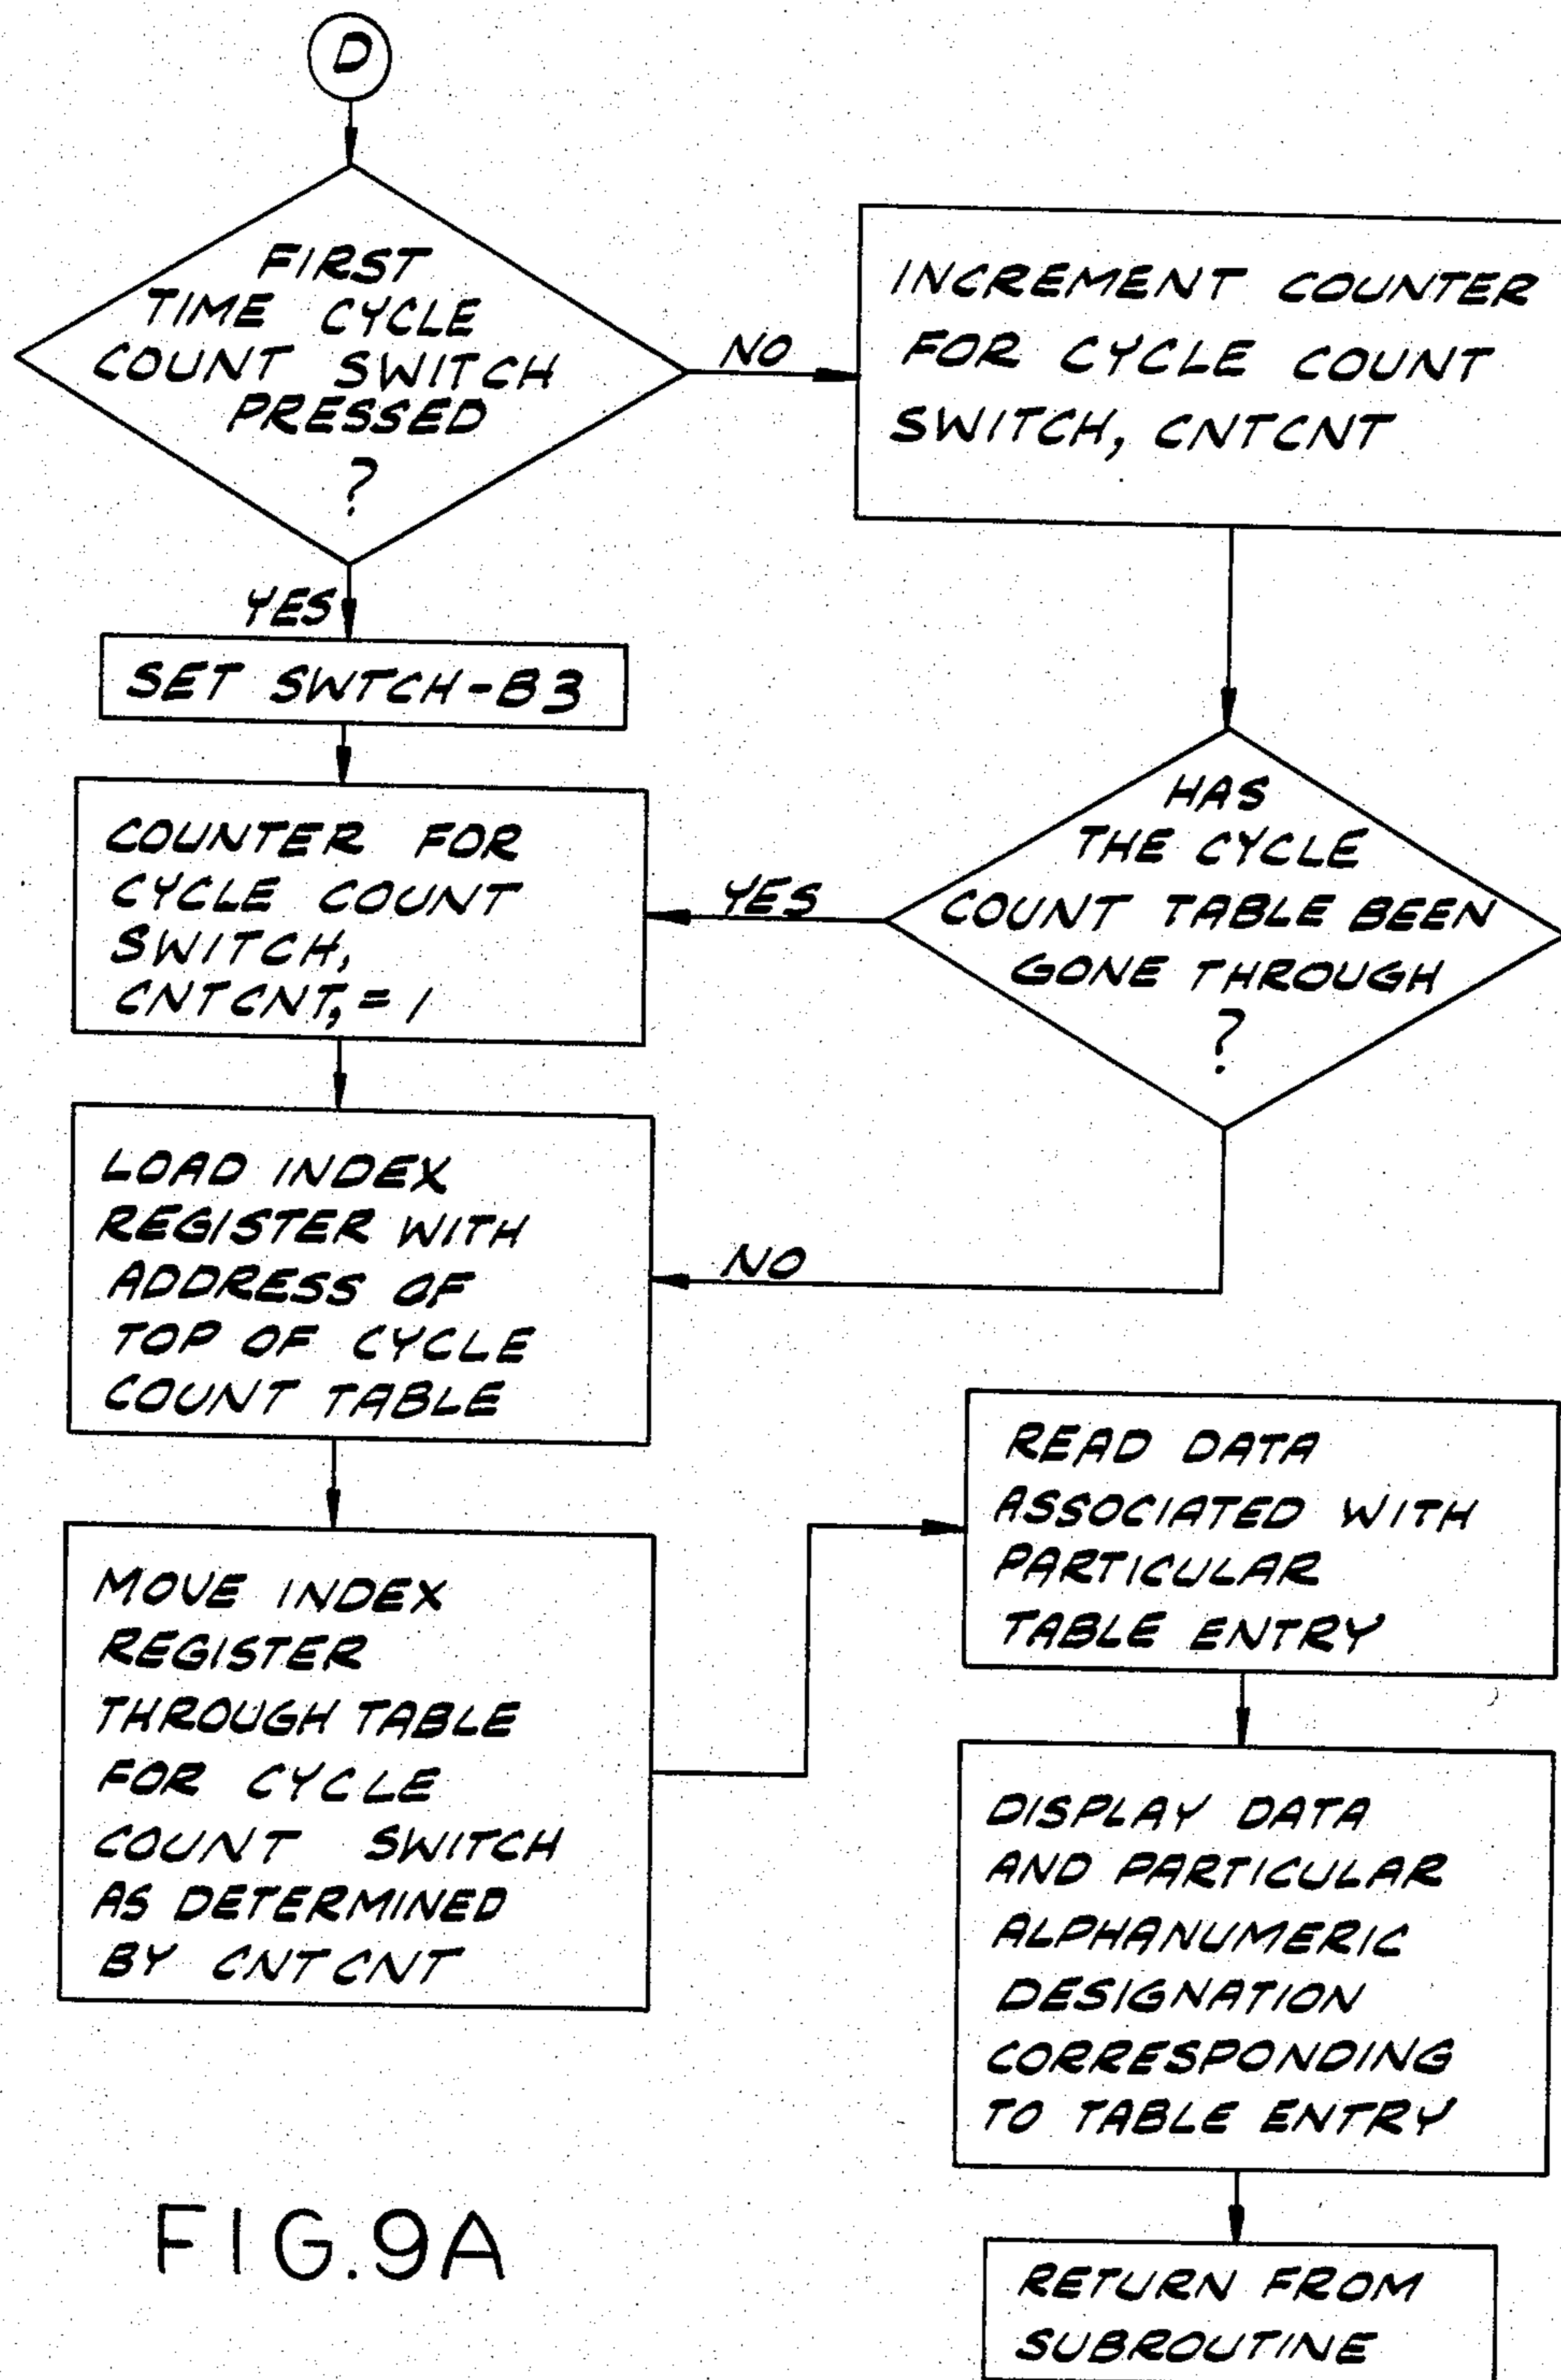 D
FIRST
TIME CYCLE
COUNT SWITCH
PRESSED
?
NO
INCREMENT COUNTER
FOR CYCLE COUNT
SWITCH, CNTCNT
YES
SET SWTCH-B3
COUNTER FOR
CYCLE COUNT
SWITCH,
CNTCNT,=1
YES
HAS
THE CYCLE
COUNT TABLE BEEN
GONE THROUGH
?
NO
LOAD INDEX
REGISTER WITH
ADDRESS OF
TOP OF CYCLE
COUNT TABLE
MOVE INDEX
REGISTER
THROUGH TABLE
FOR CYCLE
COUNT SWITCH
AS DETERMINED
BY CNTCNT
READ DATA
ASSOCIATED WITH
PARTICULAR
TABLE ENTRY
DISPLAY DATA
AND PARTICULAR
ALPHANUMERIC
DESIGNATION
CORRESPONDING
TO TABLE ENTRY
RETURN FROM
SUBROUTINE
FIG.9A